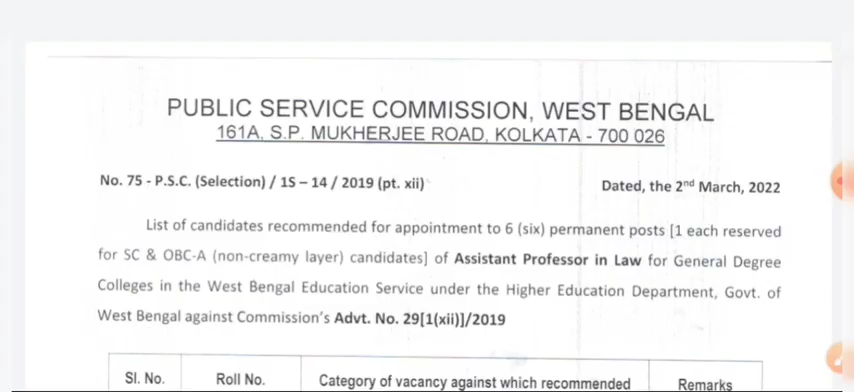 PUBLIC SERVICE COMMISSION, WEST BENGAL
161A, S.P. MUKHERJEE ROAD, KOLKATA - 700 026
No. 75 - P.S.C. (Selection) / 1S – 14 / 2019 (pt. xii)
Dated, the 2nd March, 2022
List of candidates recommended for appointment to 6 (six) permanent posts [1 each reserved
for SC & OBC-A (non-creamy layer) candidates] of Assistant Professor in Law for General Degree
Colleges in the West Bengal Education Service under the Higher Education Department, Govt. of
West Bengal against Commission's Advt. No. 29[1(xii)]/2019
Sl. No. Roll No. Category of vacancy against which recommended Remarks